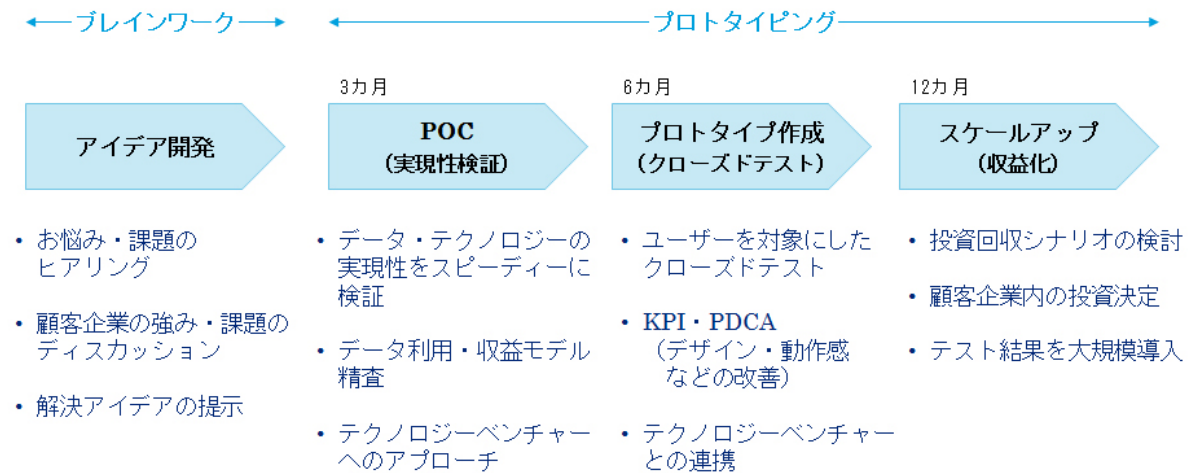 ブレインワーク
プロトタイピング
3カ月
6カ月
12カ月
アイデア開発
POC
(実現性検証)
プロトタイプ作成
(クローズドテスト)
スケールアップ
(収益化)
• お悩み・課題の
ヒアリング
• 顧客企業の強み・課題の
ディスカッション
• 解決アイデアの提示
• データ・テクノロジーの
実現性をスピーディーに
検証
• データ利用・収益モデル
精査
• テクノロジーベンチャー
へのアプローチ
• ユーザーを対象にした
クローズドテスト
• KPI・PDCA
(デザイン・動作感
などの改善)
• テクノロジーベンチャー
との連携
• 投資回収シナリオの検討
• 顧客企業内の投資決定
• テスト結果を大規模導入